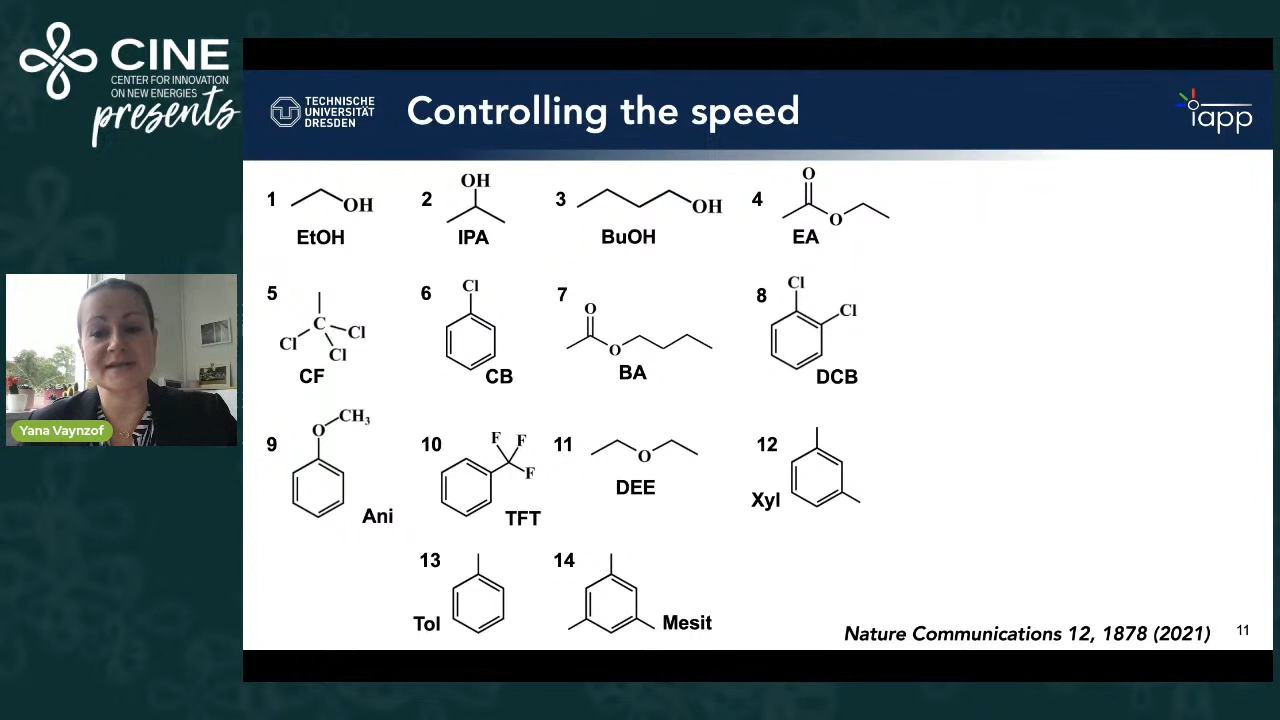 CINE
CENTER FOR INNOVATION
ON NEW ENERGIES
presents
TECHNISCHE
UNIVERSITÄT
DRESDEN
Controlling the speed
iapp
1
OH
EtOH
2
OH
IPA
3
OH
BuOH
4
O
O
EA
5
C
Cl
Cl
Cl
CF
6
Cl
CB
7
O
O
BA
8
Cl
Cl
DCB
Yana Vaynzof
9
O
CH3
Ani
10
F
F
F
TFT
11
O
DEE
12
Xyl
13
Tol
14
Mesit
Nature Communications 12, 1878 (2021)
11